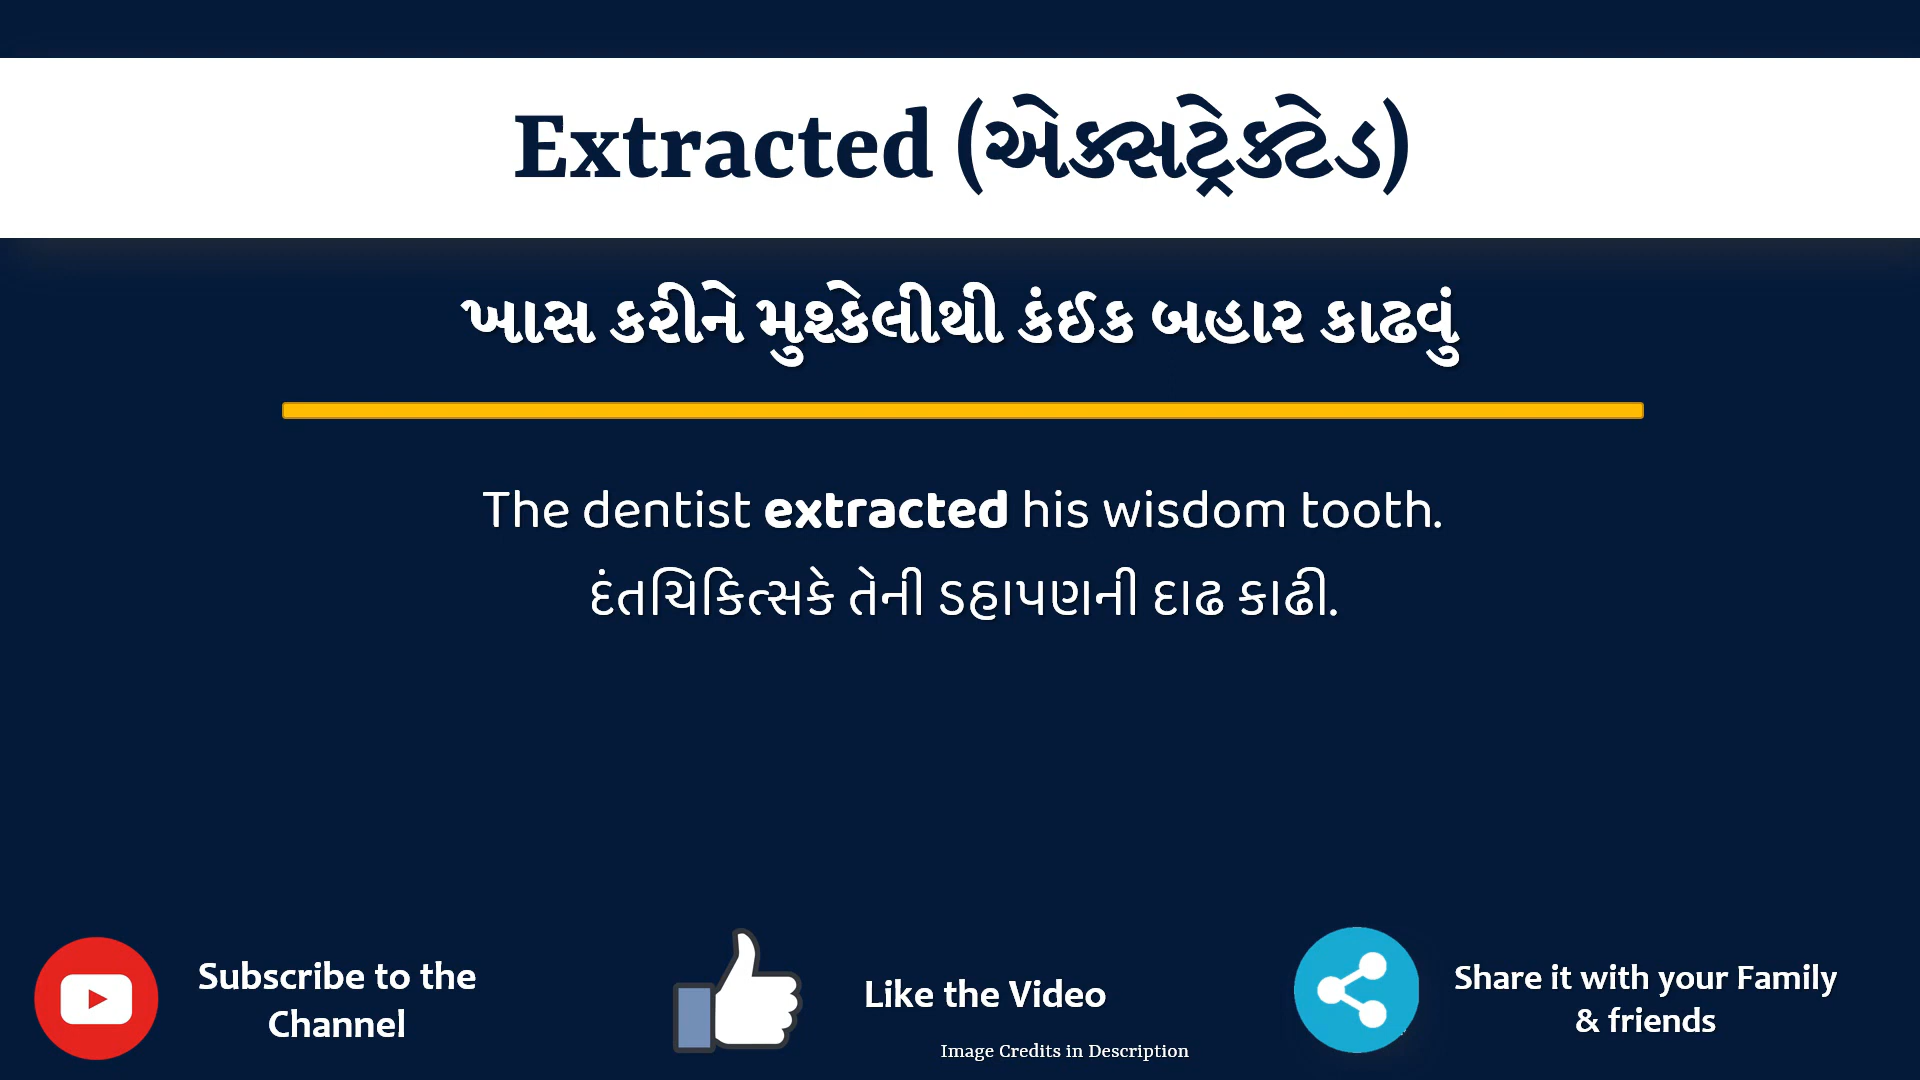 Extracted (એક્સટ્રેક્ટેડ)
ખાસ કરીને મુશ્કેલીથી કંઈક બહાર કાઢવું
The dentist extracted his wisdom tooth.
દંતચિકિત્સકે તેની ડહાપણની દાઢ કાઢી.
Subscribe to the
Channel
Like the Video
Share it with your Family
& friends
Image Credits in Description